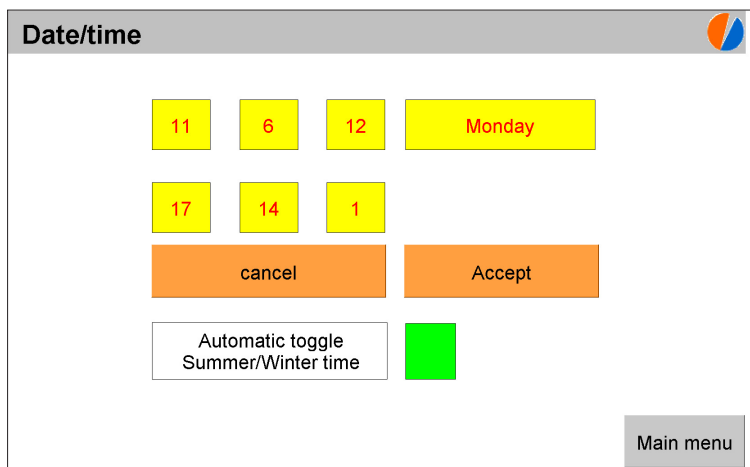 Date/time
11 6 12 Monday
17 14 1
cancel Accept
Automatic toggle
Summer/Winter time
Main menu